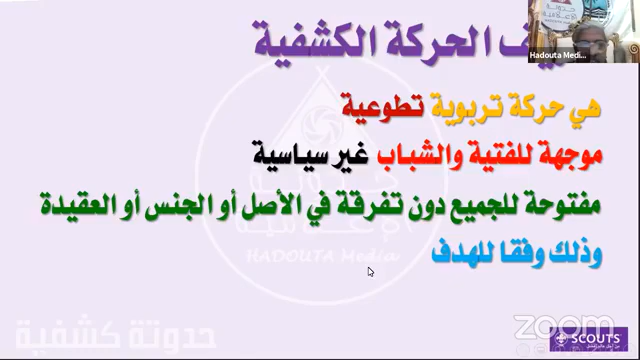 الحركة الكشفية
هي حركة تربوية تطوعية
موجهة للفتية والشباب غير سياسية
مفتوحة للجميع دون تفرقة في الأصل أو الجنس أو العقيدة
وذلك وفقا للهدف
HADOUTA Media
حدوتة كشفية
Hadouta Medi...
zoom
SCOUTS